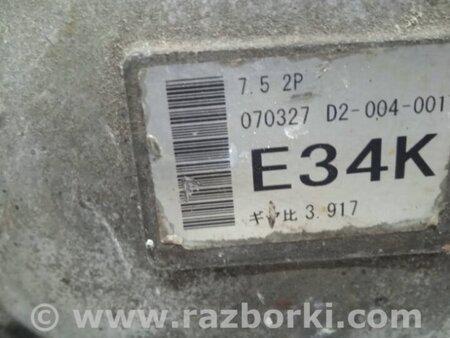 7.5 2P
070327 D2-004-001
E34K
ギヤ比 3.917
© - www.razborki.com